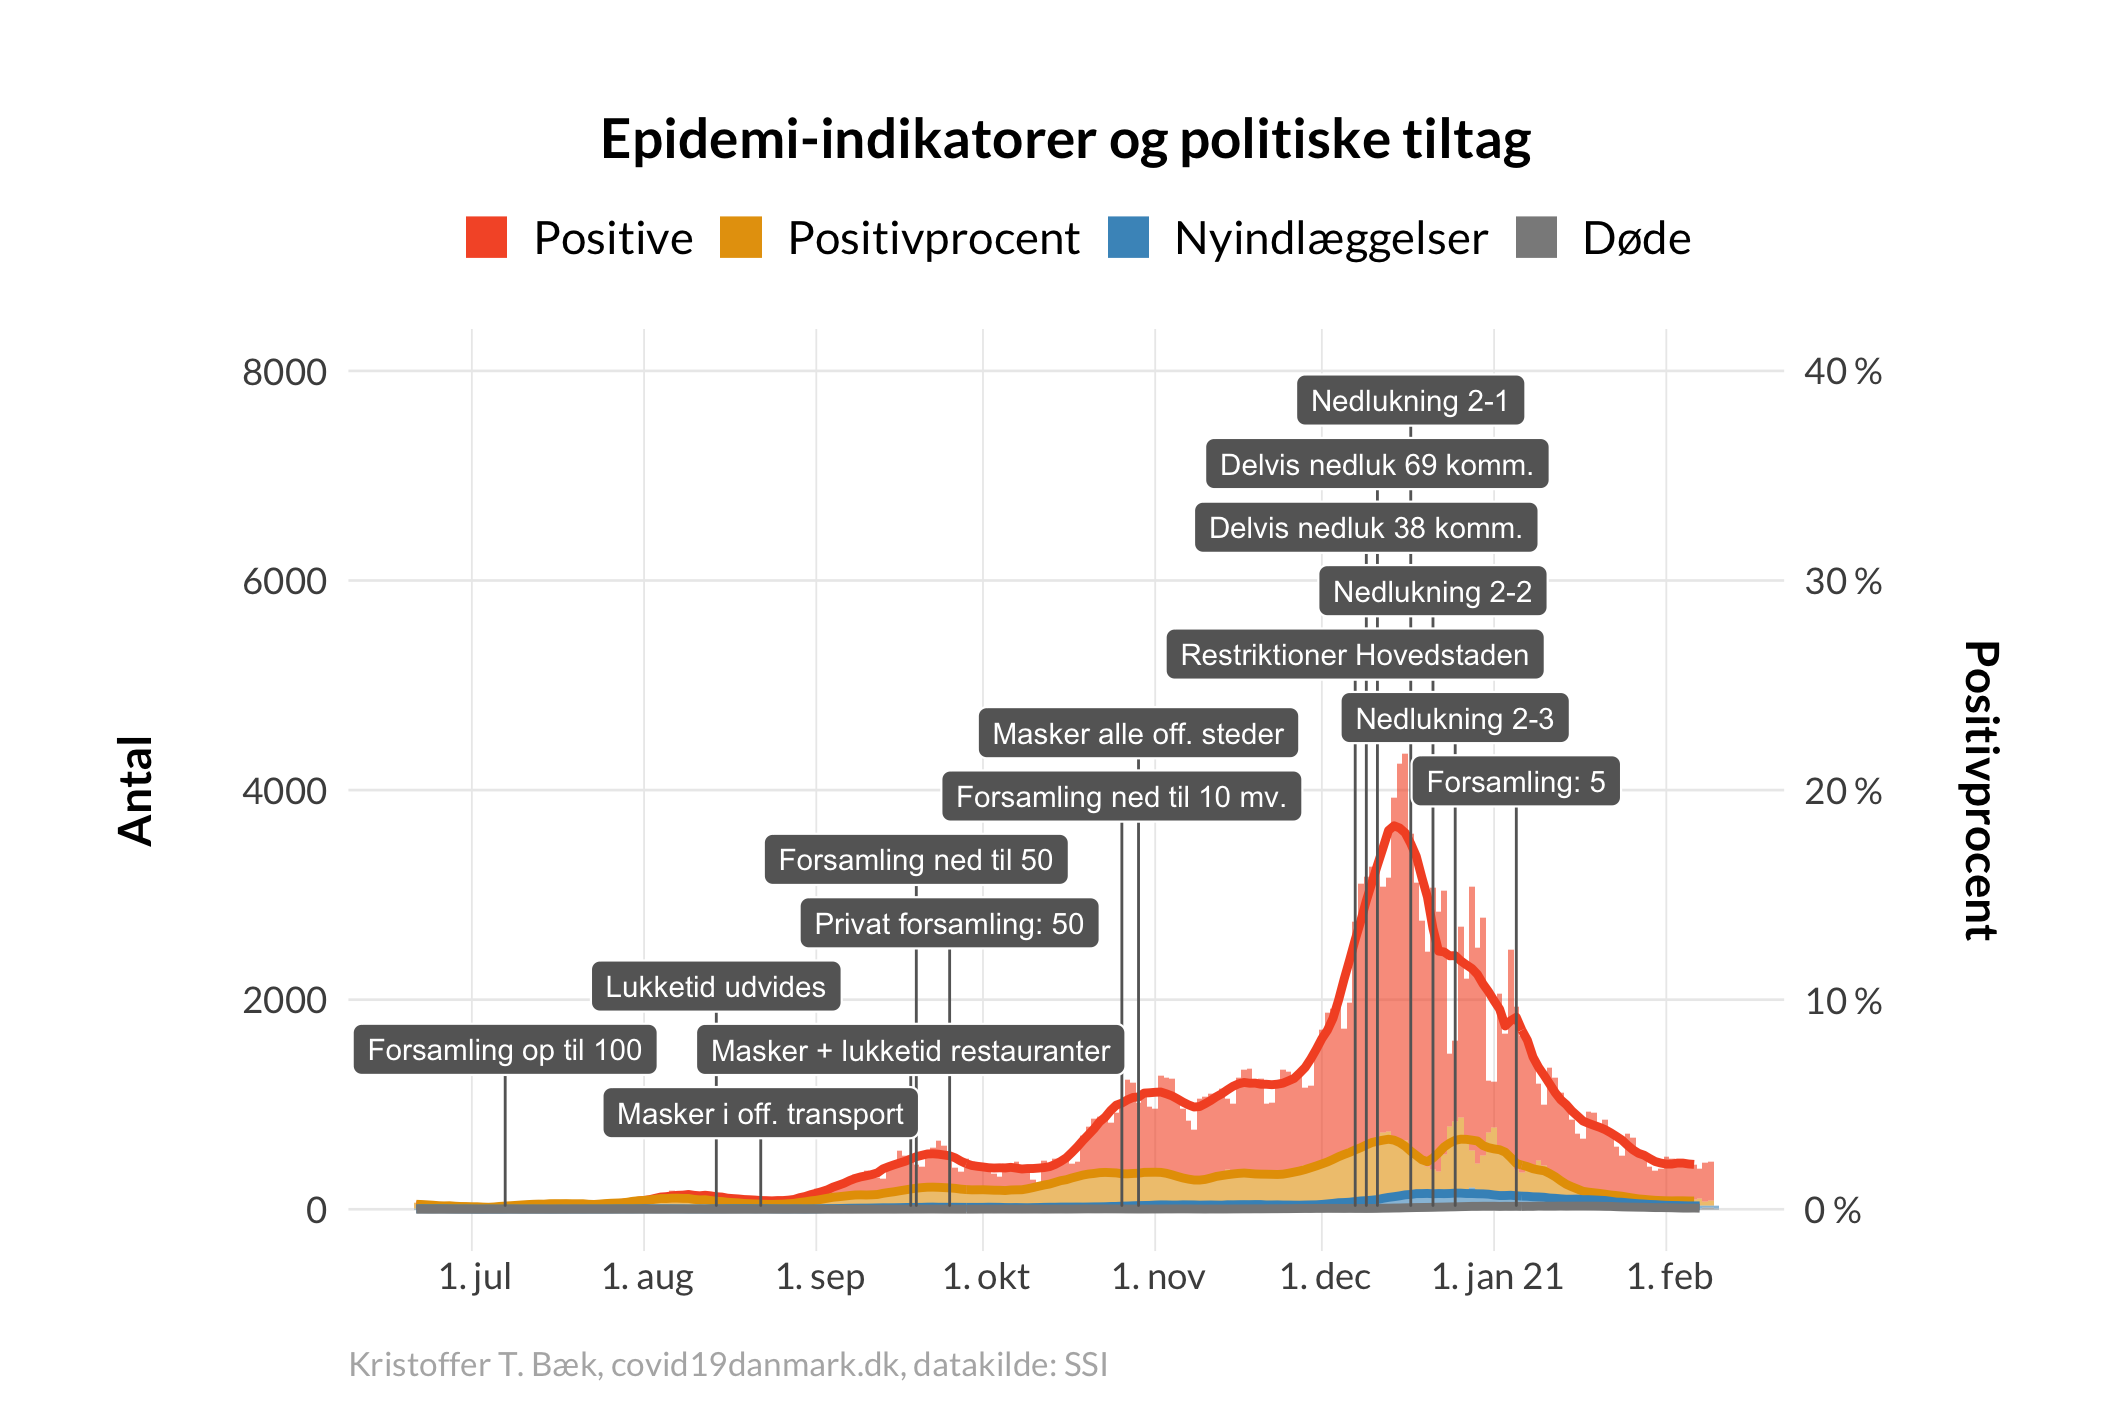 Epidemi-indikatorer og politiske tiltag
Positive Positivprocent Nyindlæggelser Døde
Antal
8000
6000
4000
2000
0
40 %
30 %
20 %
10 %
0 %
Positivprocent
Nedlukning 2-1
Delvis nedluk 69 komm.
Delvis nedluk 38 komm.
Nedlukning 2-2
Restriktioner Hovedstaden
Nedlukning 2-3
Masker alle off. steder
Forsamling: 5
Forsamling ned til 10 mv.
Forsamling ned til 50
Privat forsamling: 50
Lukketid udvides
Forsamling op til 100
Masker + lukketid restauranter
Masker i off. transport
1. jul 1. aug 1. sep 1. okt 1. nov 1. dec 1. jan 21 1. feb
Kristoffer T. Bæk, covid19danmark.dk, datakilde: SSI